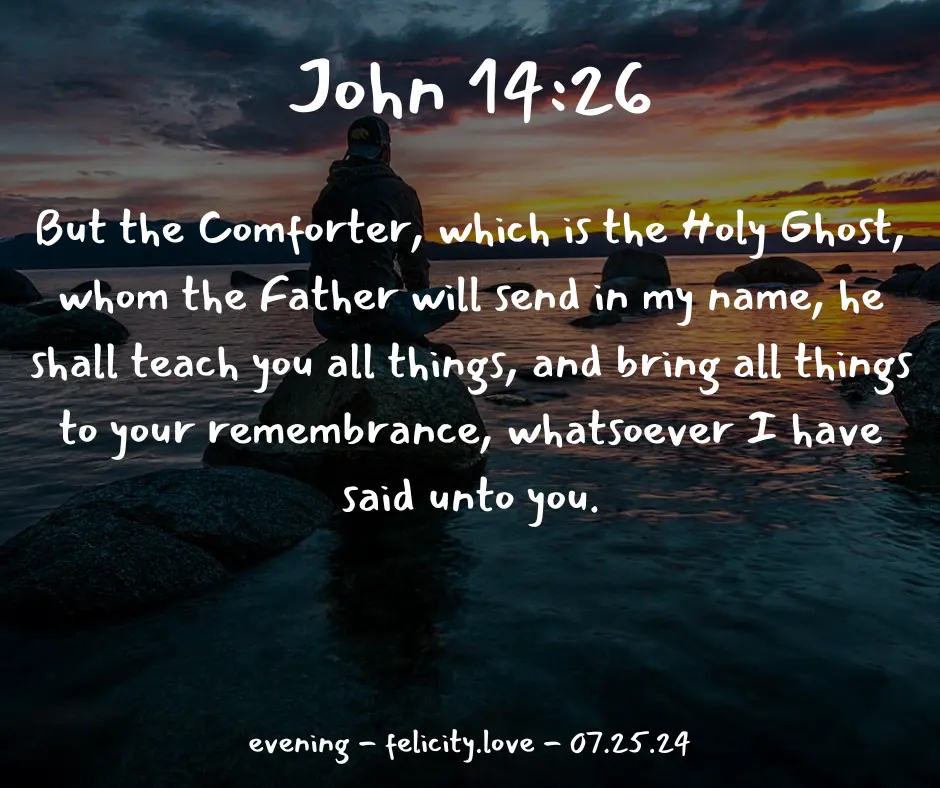 John 14:26
But the Comforter, which is the Holy Ghost,
whom the Father will send in my name, he
shall teach you all things, and bring all things
to your remembrance, whatsoever I have
said unto you.
evening - felicity.love - 07.25.24